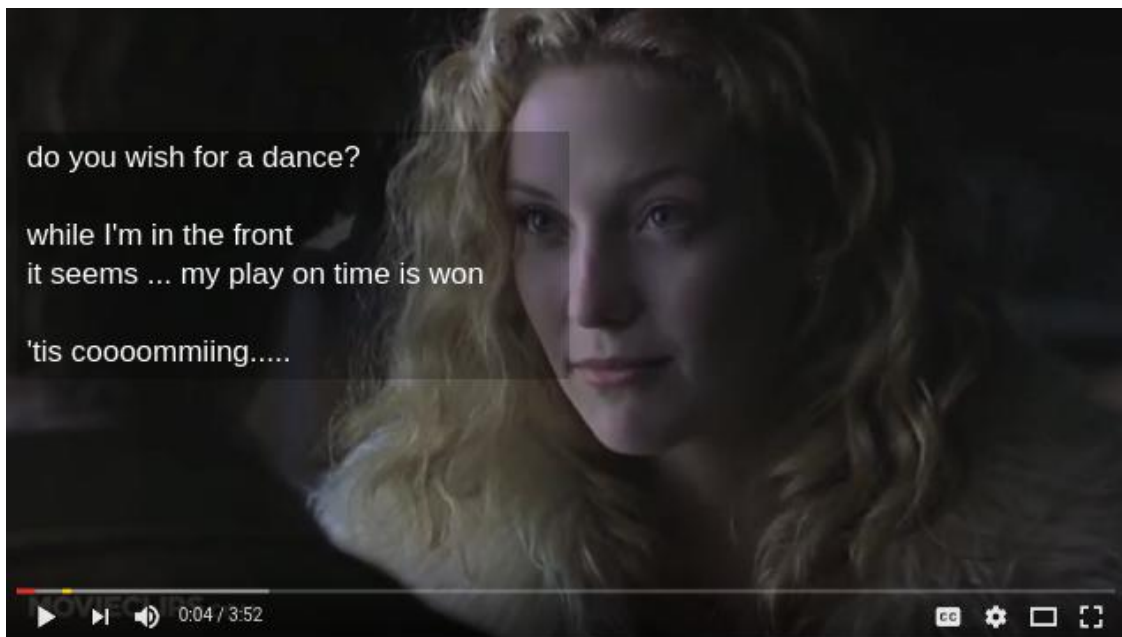 do you wish for a dance?
while I'm in the front
it seems ... my play on time is won
'tis coooommiing.....
MOVIECLIPS
0:04 / 3:52
CC